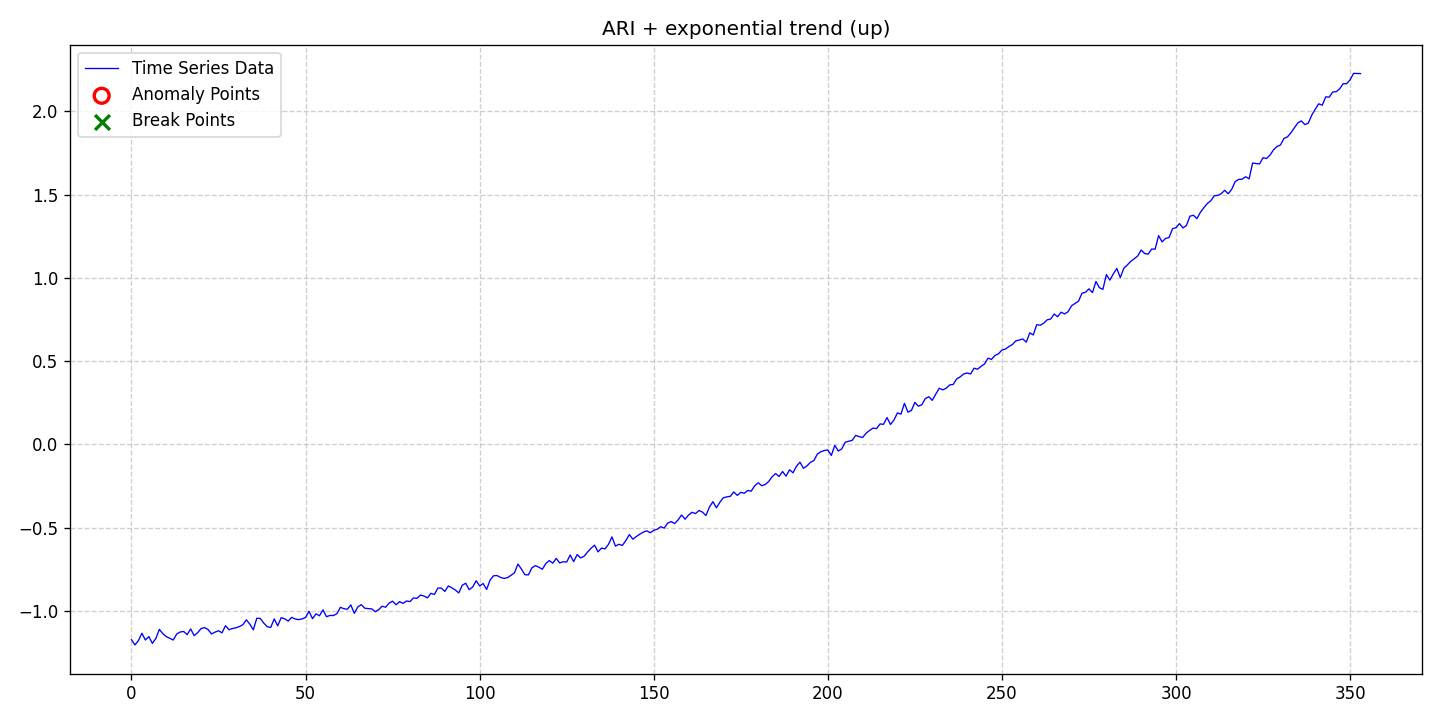 ARI + exponential trend (up)
Time Series Data
Anomaly Points
Break Points
2.0
1.5
1.0
0.5
0.0
−0.5
−1.0
0 50 100 150 200 250 300 350